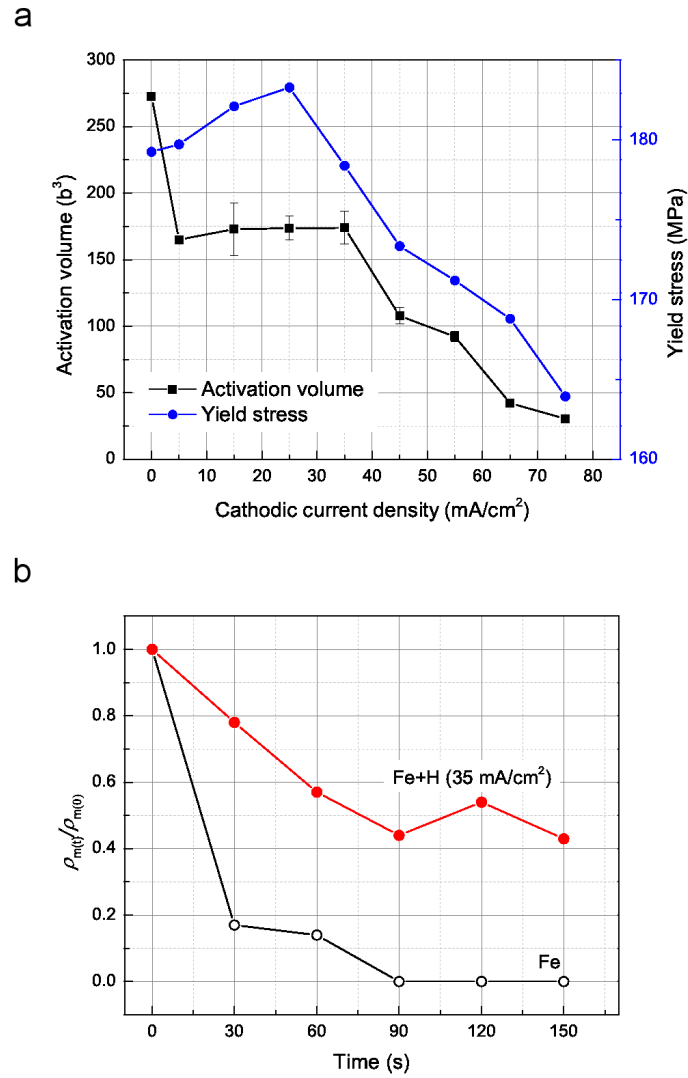 a
300
250
200
150
100
50
0
Activation volume (b³)
180
170
160
Yield stress (MPa)
Activation volume
Yield stress
0 10 20 30 40 50 60 70 80
Cathodic current density (mA/cm²)
b
1.0
0.8
0.6
0.4
0.2
0.0
ρm(t)/ρm(0)
Fe+H (35 mA/cm²)
Fe
0 30 60 90 120 150
Time (s)